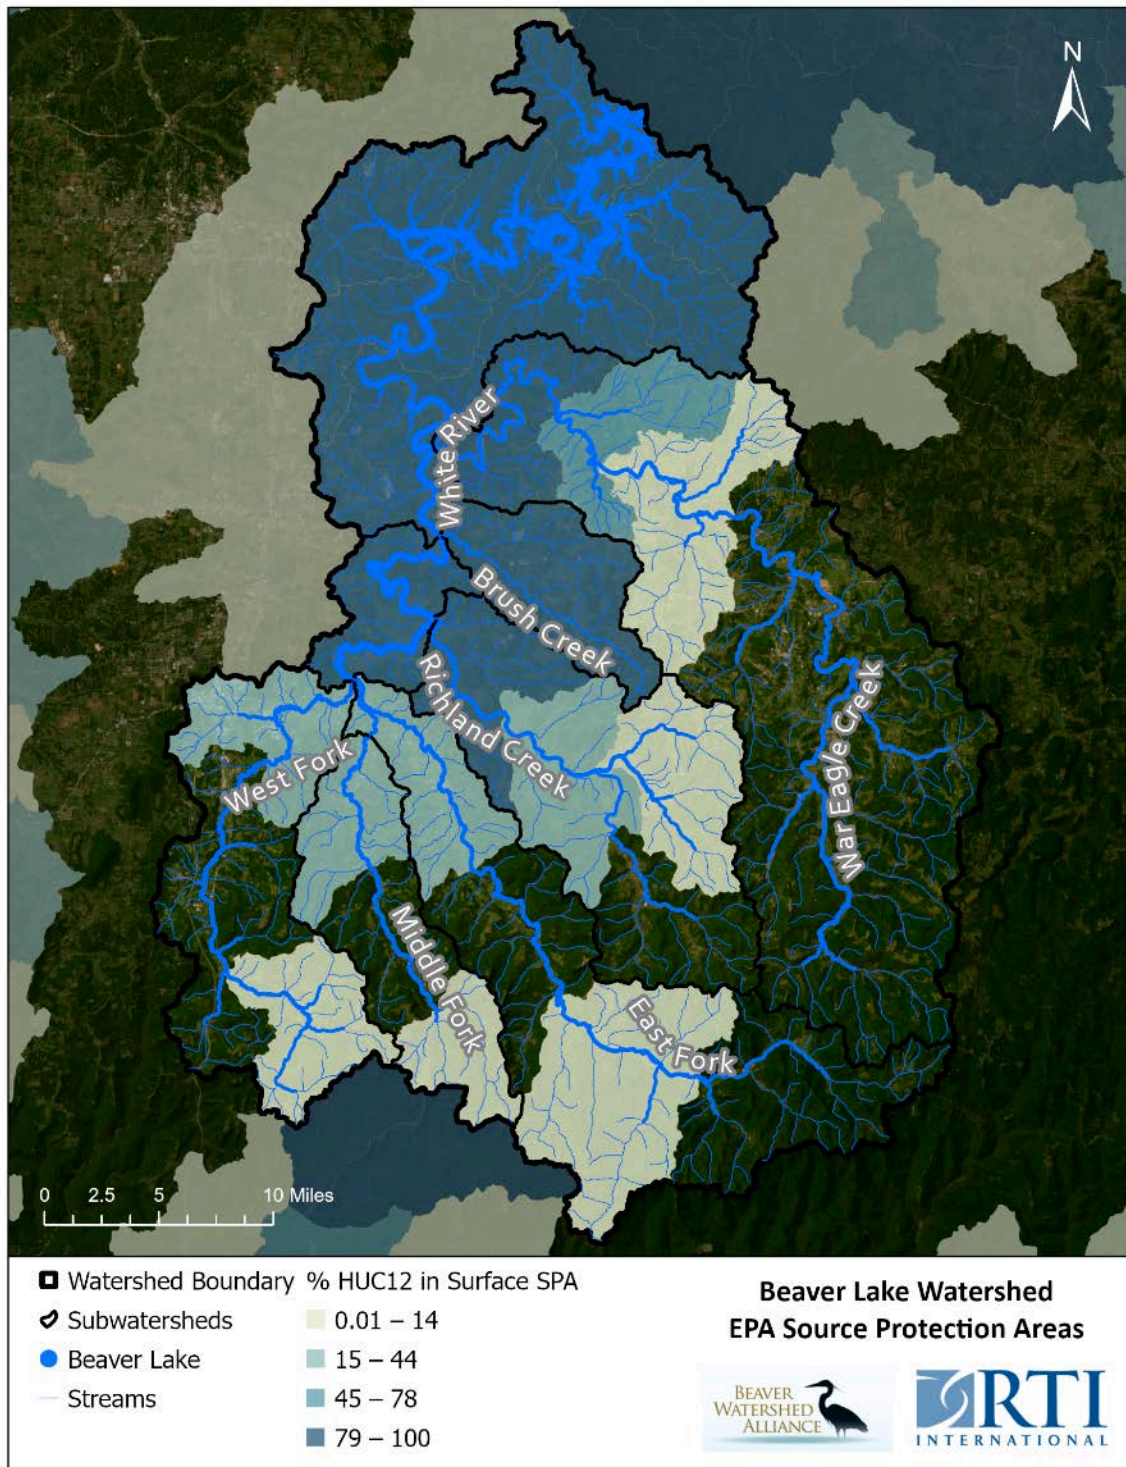 N
White River
Brush Creek
Richland Creek
West Fork
War Eagle Creek
Middle Fork
East Fork
0 2.5 5 10 Miles
Watershed Boundary
Subwatersheds
Beaver Lake
Streams
% HUC12 in Surface SPA
0.01 – 14
15 – 44
45 – 78
79 – 100
Beaver Lake Watershed
EPA Source Protection Areas
BEAVER
WATERSHED
ALLIANCE
RTI
INTERNATIONAL